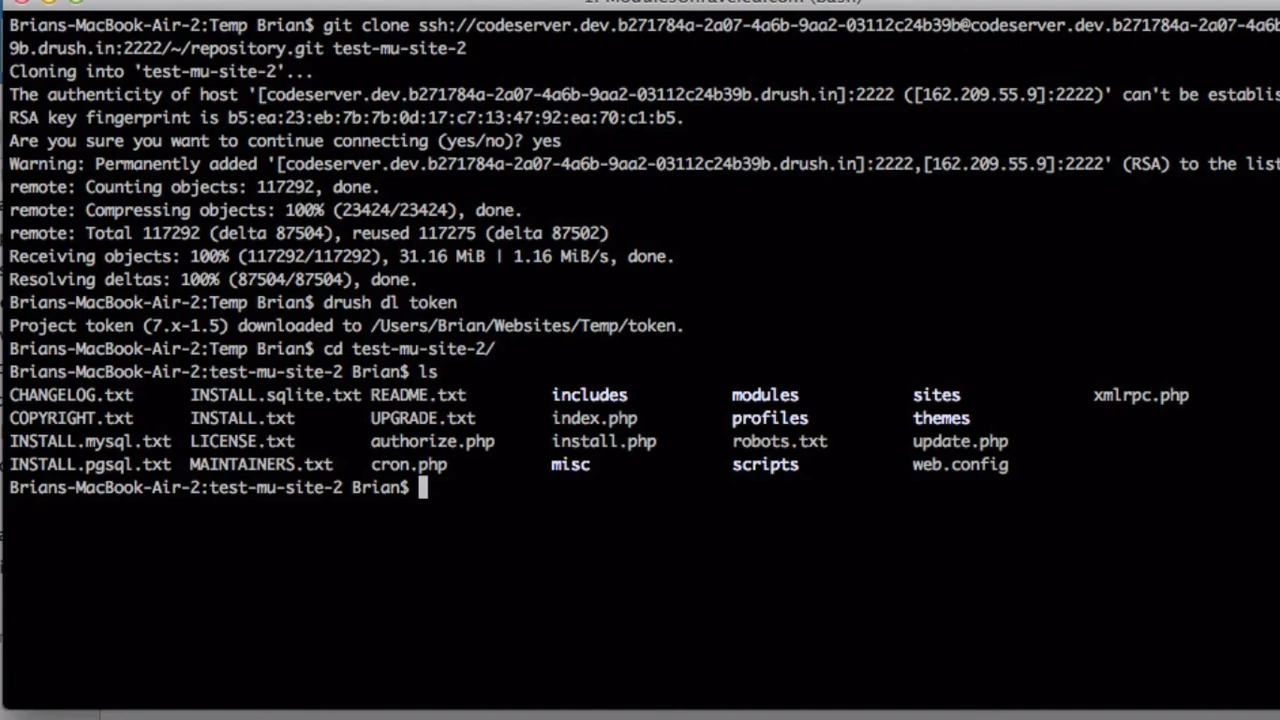 Brians-MacBook-Air-2:Temp Brian$ git clone ssh://codeserver.dev.b271784a-2a07-4a6b-9aa2-03112c24b39b@codeserver.dev.b271784a-2a07-4a6b
9b.drush.in:2222/~/repository.git test-mu-site-2
Cloning into 'test-mu-site-2'...
The authenticity of host '[codeserver.dev.b271784a-2a07-4a6b-9aa2-03112c24b39b.drush.in]:2222 ([162.209.55.9]:2222)' can't be establis
RSA key fingerprint is b5:ea:23:eb:7b:7b:0d:17:c7:13:47:92:ea:70:c1:b5.
Are you sure you want to continue connecting (yes/no)? yes
Warning: Permanently added '[codeserver.dev.b271784a-2a07-4a6b-9aa2-03112c24b39b.drush.in]:2222,[162.209.55.9]:2222' (RSA) to the list
remote: Counting objects: 117292, done.
remote: Compressing objects: 100% (23424/23424), done.
remote: Total 117292 (delta 87504), reused 117275 (delta 87502)
Receiving objects: 100% (117292/117292), 31.16 MiB | 1.16 MiB/s, done.
Resolving deltas: 100% (87504/87504), done.
Brians-MacBook-Air-2:Temp Brian$ drush dl token
Project token (7.x-1.5) downloaded to /Users/Brian/Websites/Temp/token.
Brians-MacBook-Air-2:Temp Brian$ cd test-mu-site-2/
Brians-MacBook-Air-2:test-mu-site-2 Brian$ ls
CHANGELOG.txt INSTALL.sqlite.txt README.txt includes modules sites xmlrpc.php
COPYRIGHT.txt INSTALL.txt UPGRADE.txt index.php profiles themes
INSTALL.mysql.txt LICENSE.txt authorize.php install.php robots.txt update.php
INSTALL.pgsql.txt MAINTAINERS.txt cron.php misc scripts web.config
Brians-MacBook-Air-2:test-mu-site-2 Brian$